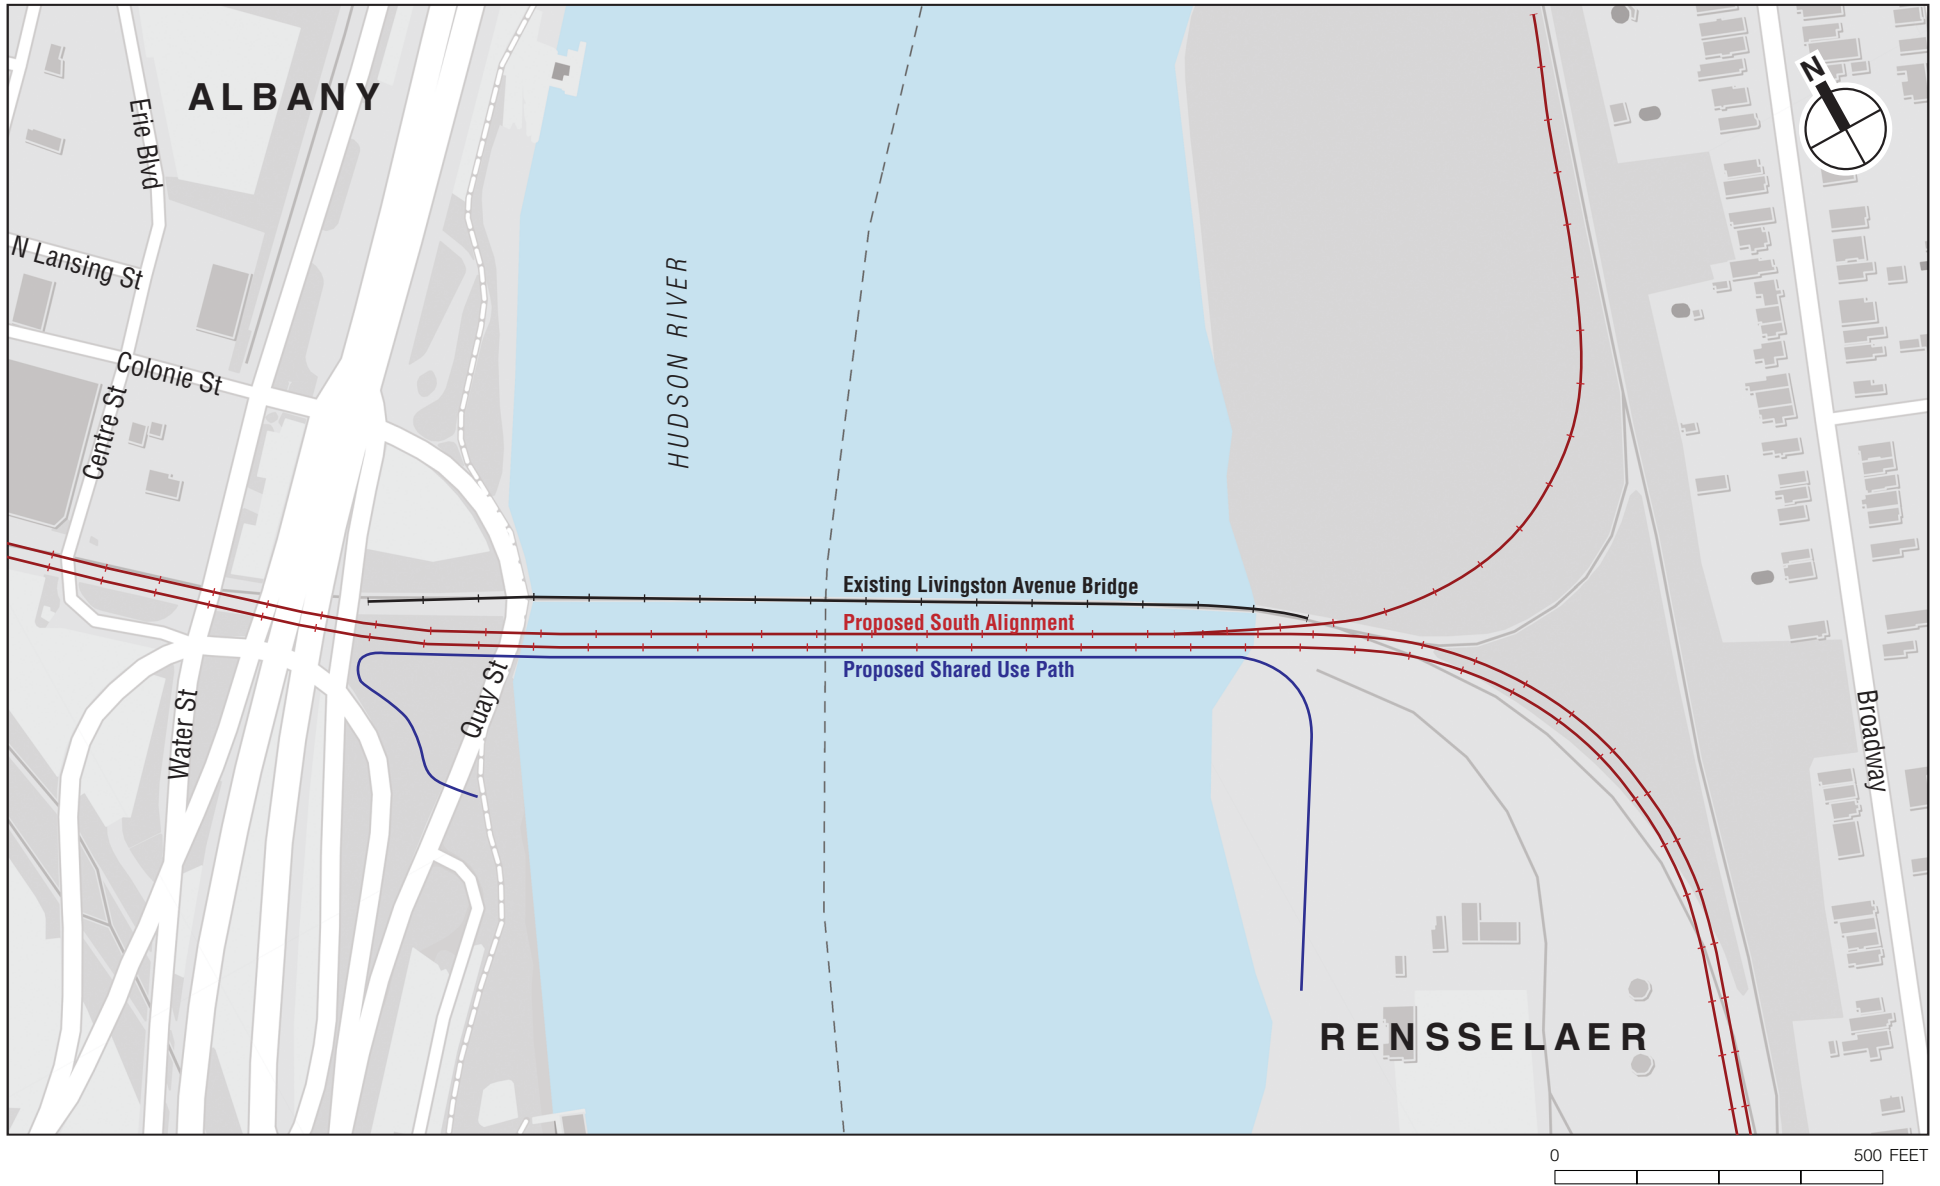 ALBANY
N
Erie Blvd
N Lansing St
HUDSON RIVER
Colonie St
Centre St
Existing Livingston Avenue Bridge
Proposed South Alignment
Proposed Shared Use Path
Quay St
Water St
Broadway
RENSSELAER
0 500 FEET